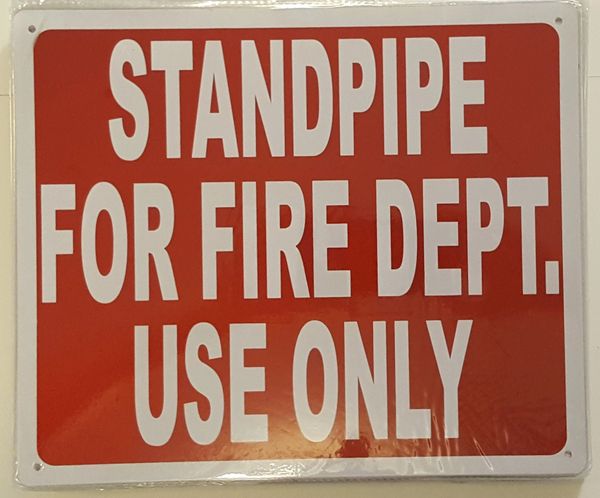 STANDPIPE
FOR FIRE DEPT.
USE ONLY